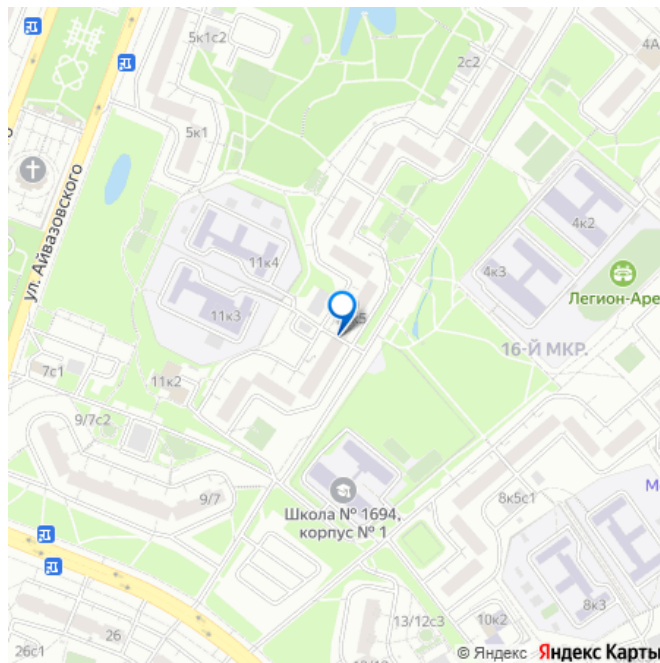 5к1с2
4А
2с2
5к1
ул. Айвазовского
4к2
11к4
4к3
Легион-Аре
11к3
16-Й МКР.
7с1
11к2
9/7с2
9/7
8к5с1
Школа № 1694,
корпус № 1
8к3
13/12с3
10к2
26
26с1
© Яндекс Яндекс Карты